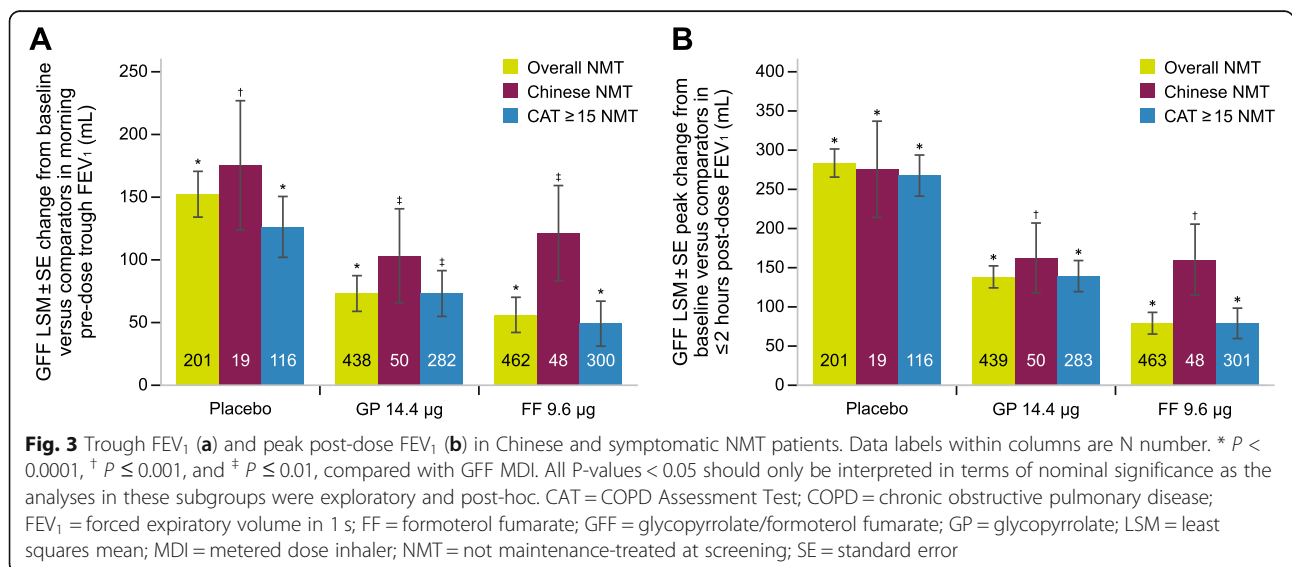 A
GFF LSM±SE change from baseline
versus comparators in morning
pre-dose trough FEV₁ (mL)
250
200
150
100
50
0
Overall NMT
Chinese NMT
CAT ≥ 15 NMT
* † *
* ‡ ‡
* ‡ *
201 19 116
438 50 282
462 48 300
Placebo GP 14.4 µg FF 9.6 µg
B
GFF LSM±SE peak change from
baseline versus comparators in
≤2 hours post-dose FEV₁ (mL)
400
350
300
250
200
150
100
50
0
Overall NMT
Chinese NMT
CAT ≥ 15 NMT
* * *
* † *
* † *
201 19 116
439 50 283
463 48 301
Placebo GP 14.4 µg FF 9.6 µg
Fig. 3 Trough FEV₁ (a) and peak post-dose FEV₁ (b) in Chinese and symptomatic NMT patients. Data labels within columns are N number. * P <
0.0001, † P ≤ 0.001, and ‡ P ≤ 0.01, compared with GFF MDI. All P-values < 0.05 should only be interpreted in terms of nominal significance as the
analyses in these subgroups were exploratory and post-hoc. CAT = COPD Assessment Test; COPD = chronic obstructive pulmonary disease;
FEV₁ = forced expiratory volume in 1 s; FF = formoterol fumarate; GFF = glycopyrrolate/formoterol fumarate; GP = glycopyrrolate; LSM = least
squares mean; MDI = metered dose inhaler; NMT = not maintenance-treated at screening; SE = standard error